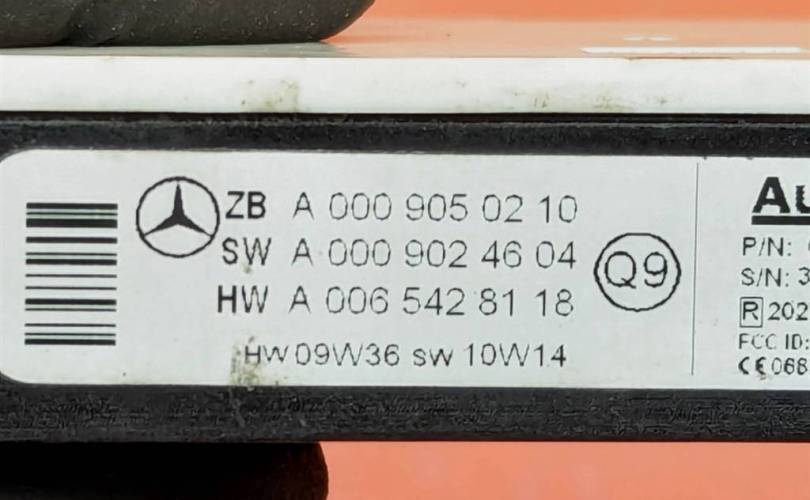 ZB A 000 905 02 10
SW A 000 902 46 04
HW A 006 542 81 18
Q9
HW 09W36 SW 10W14
P/N:
S/N: 3
R 202
FCC ID:
CE 068